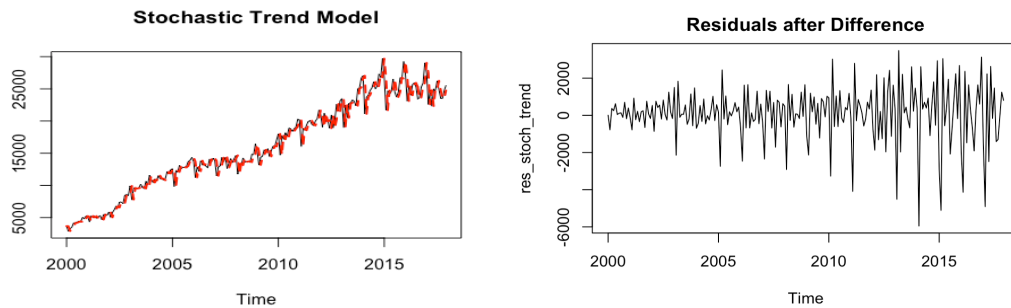 Stochastic Trend Model
25000
15000
5000
2000 2005 2010 2015
Time
Residuals after Difference
res_stoch_trend
2000
0
-2000
-6000
2000 2005 2010 2015
Time